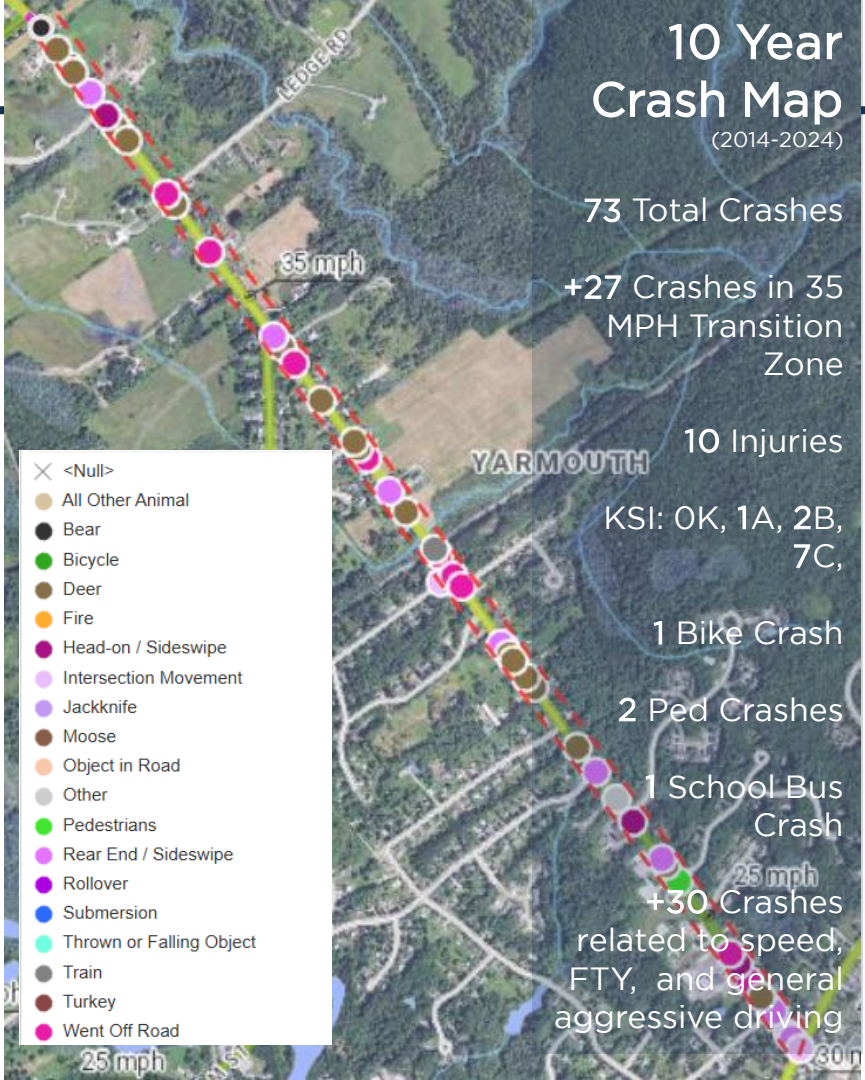 10 Year
Crash Map
(2014-2024)
73 Total Crashes
+27 Crashes in 35
MPH Transition
Zone
10 Injuries
KSI: 0K, 1A, 2B,
7C,
1 Bike Crash
2 Ped Crashes
1 School Bus
Crash
+30 Crashes
related to speed,
FTY, and general
aggressive driving
LEDGE RD
35 mph
YARMOUTH
25 mph
30 m
25 mph
<Null>
All Other Animal
Bear
Bicycle
Deer
Fire
Head-on / Sideswipe
Intersection Movement
Jackknife
Moose
Object in Road
Other
Pedestrians
Rear End / Sideswipe
Rollover
Submersion
Thrown or Falling Object
Train
Turkey
Went Off Road